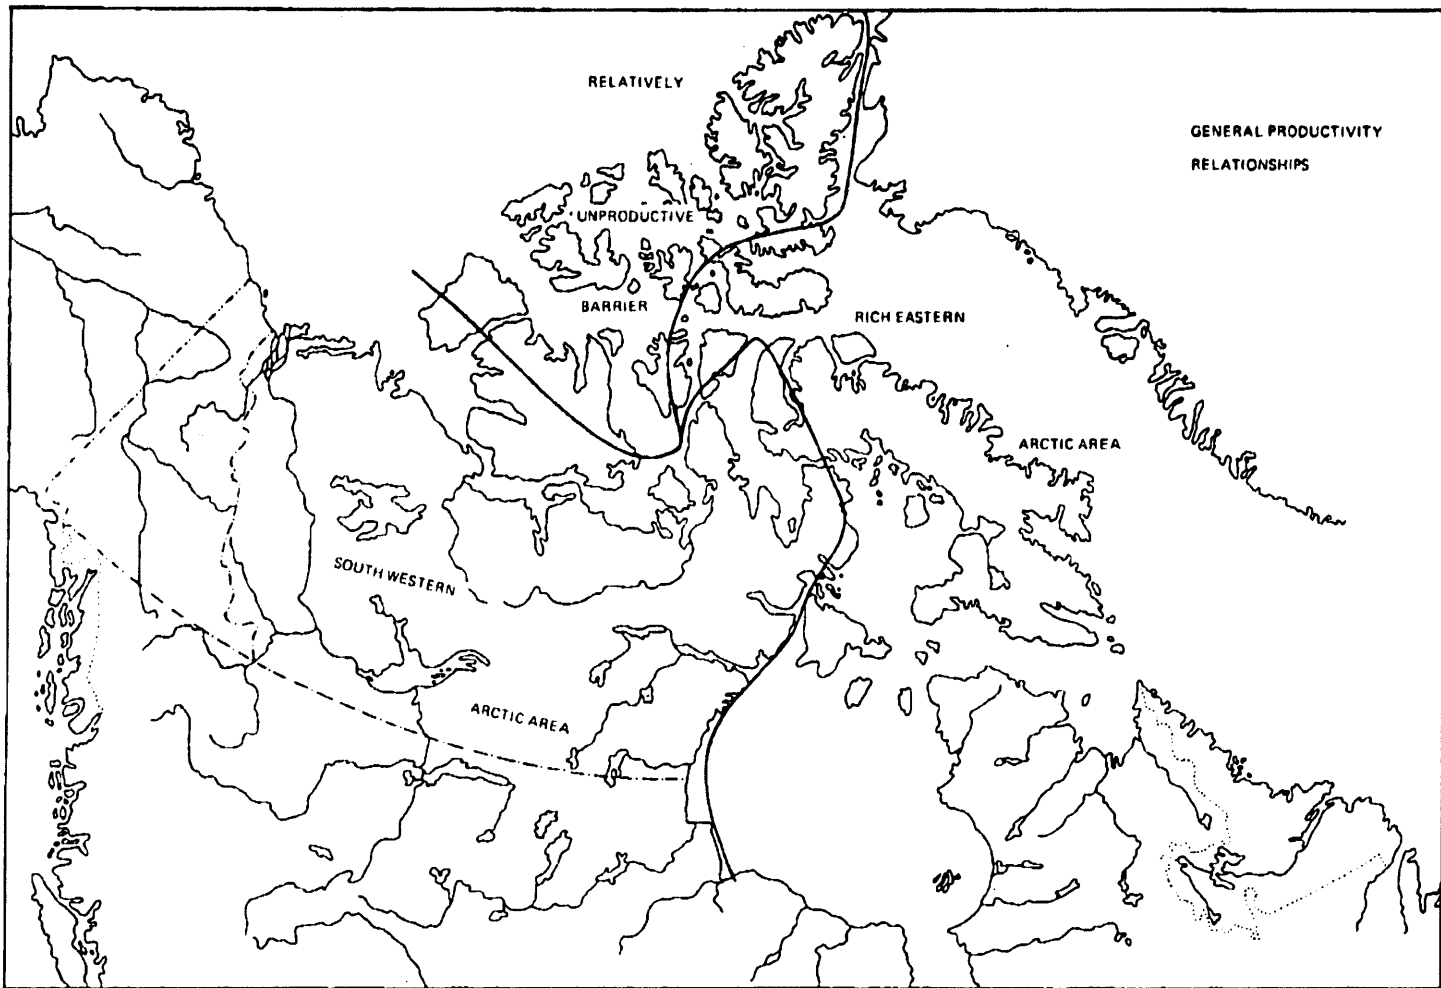 RELATIVELY
GENERAL PRODUCTIVITY
RELATIONSHIPS
UNPRODUCTIVE
BARRIER
RICH EASTERN
ARCTIC AREA
SOUTH WESTERN
ARCTIC AREA